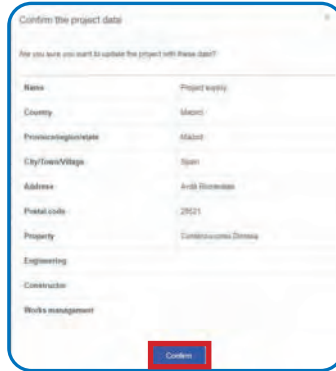 Confirm the project data
×
Are you sure you want to update the project with these data?
Name Project supply
Country Madrid
Province/region/state Madrid
City/Town/Village Spain
Address
Postal code 28521
Property
Engineering
Constructor
Works management
Confirm